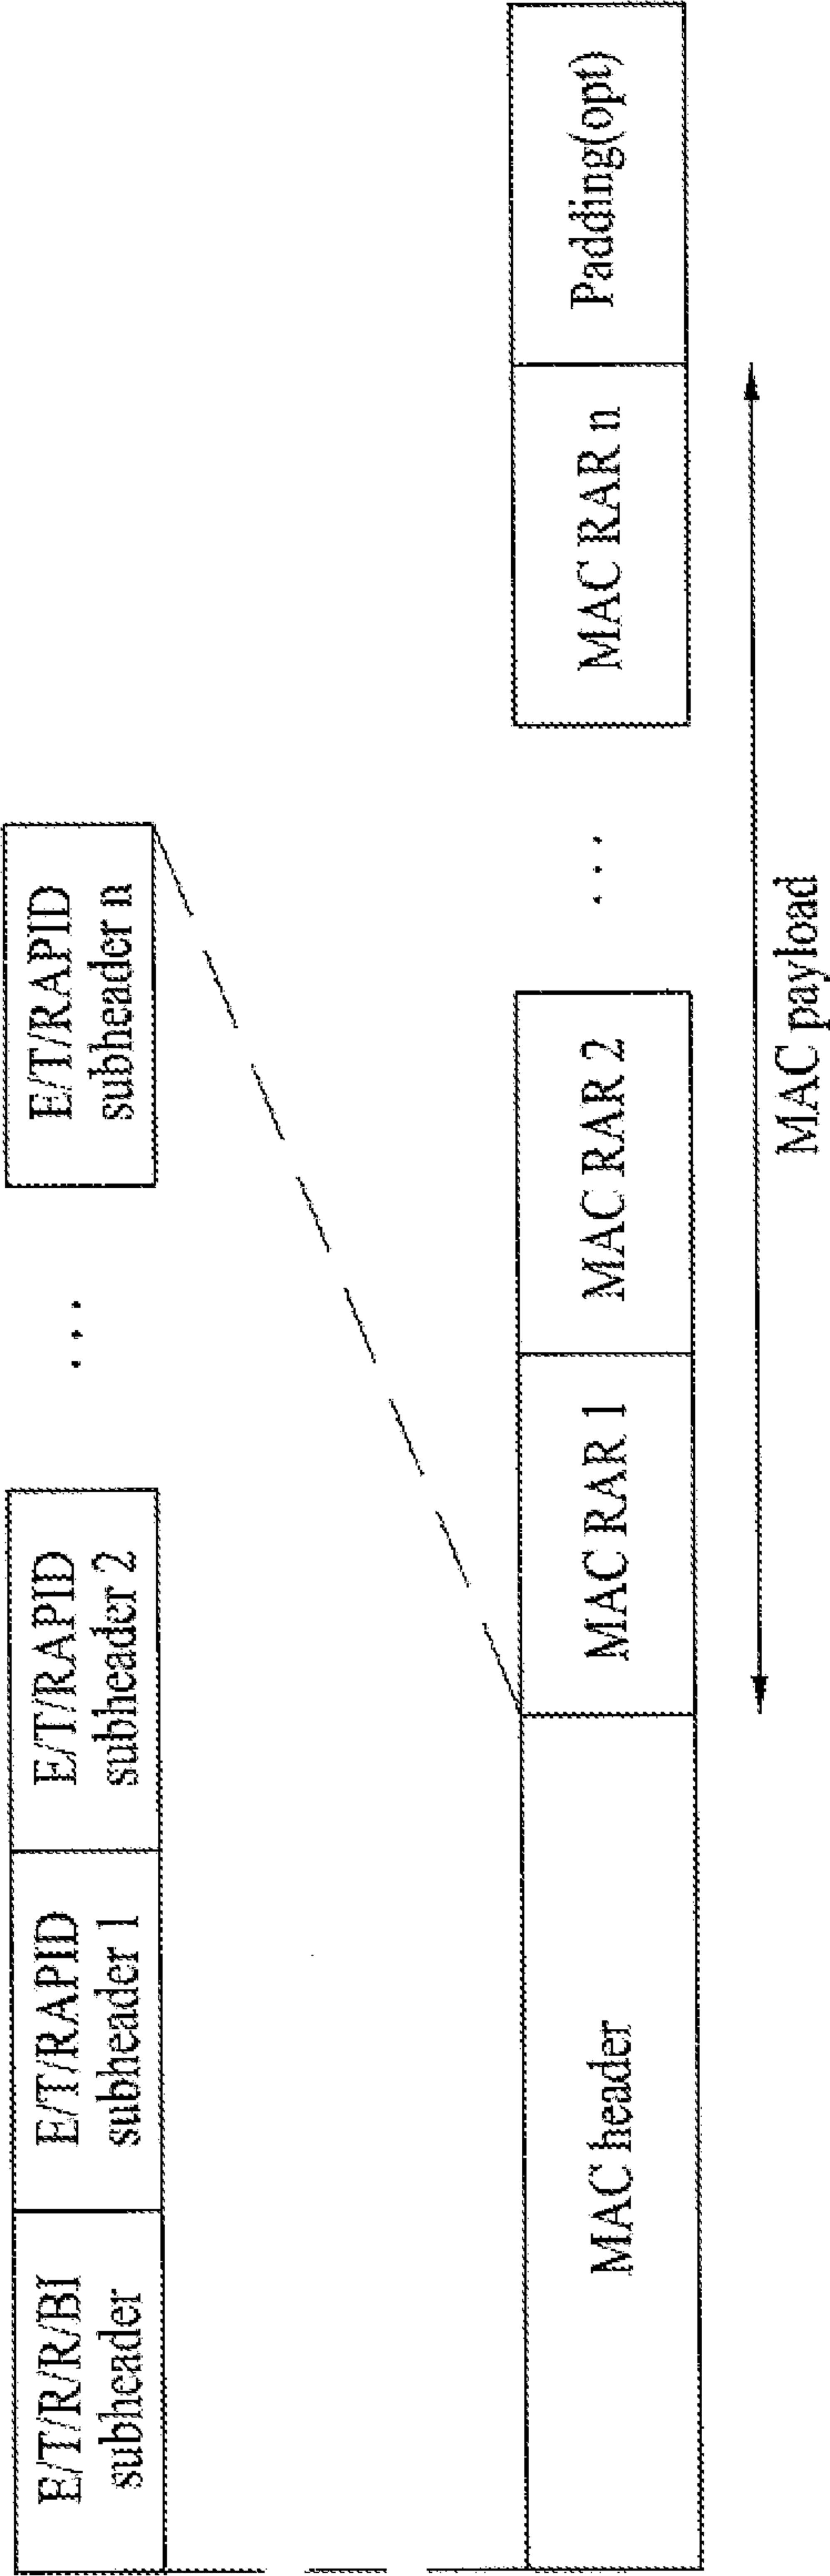 E/T/R/R/BI
subheader
E/T/RAPID
subheader 1
E/T/RAPID
subheader 2
...
E/T/RAPID
subheader n
MAC header
MAC RAR 1
MAC RAR 2
...
MAC RAR n
Padding(opt)
MAC payload